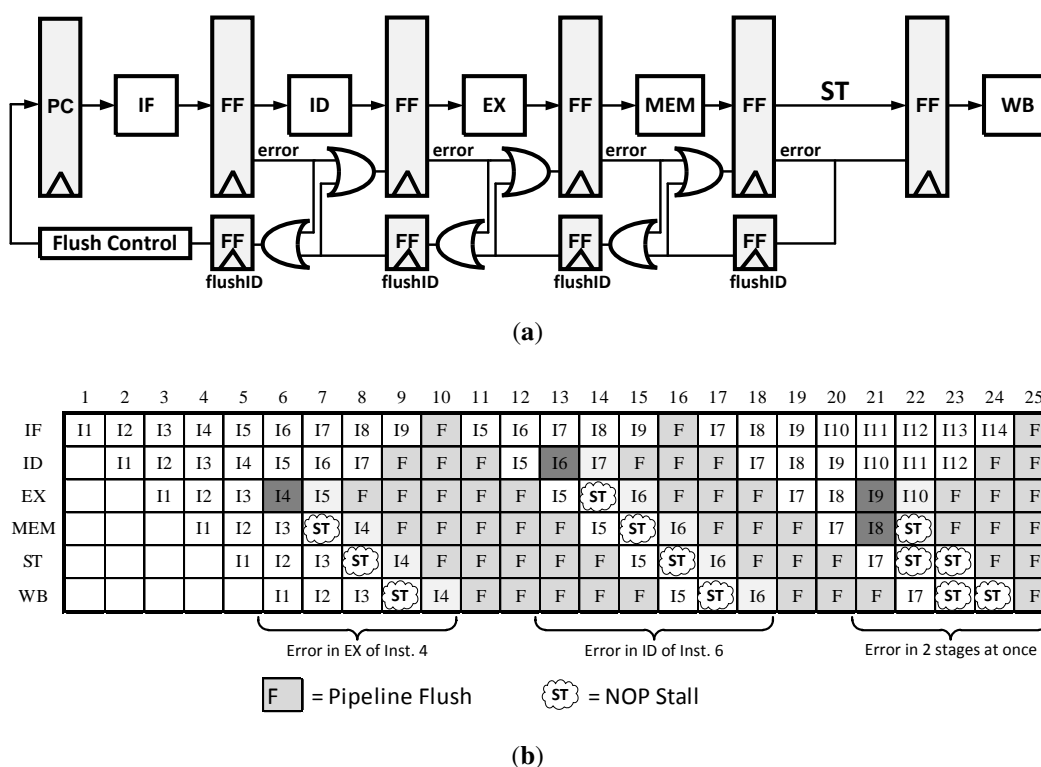 PC IF FF ID FF EX FF MEM FF ST FF WB
error error error error
Flush Control FF FF FF FF
flushID flushID flushID flushID
(a)
1 2 3 4 5 6 7 8 9 10 11 12 13 14 15 16 17 18 19 20 21 22 23 24 25
IF I1 I2 I3 I4 I5 I6 I7 I8 I9 F I5 I6 I7 I8 I9 F I7 I8 I9 I10 I11 I12 I13 I14 F
ID I1 I2 I3 I4 I5 I6 I7 F F F I5 I6 I7 F F F I7 I8 I9 I10 I11 I12 F F
EX I1 I2 I3 I4 I5 F F F F F I5 ST I6 F F F I7 I8 I9 I10 F F F
MEM I1 I2 I3 ST I4 F F F F F I5 ST I6 F F F I7 I8 ST F F F
ST I1 I2 I3 ST I4 F F F F F I5 ST I6 F F F I7 ST ST F F
WB I1 I2 I3 ST I4 F F F F F I5 ST I6 F F F I7 ST ST F
Error in EX of Inst. 4 Error in ID of Inst. 6 Error in 2 stages at once
F = Pipeline Flush ST = NOP Stall
(b)